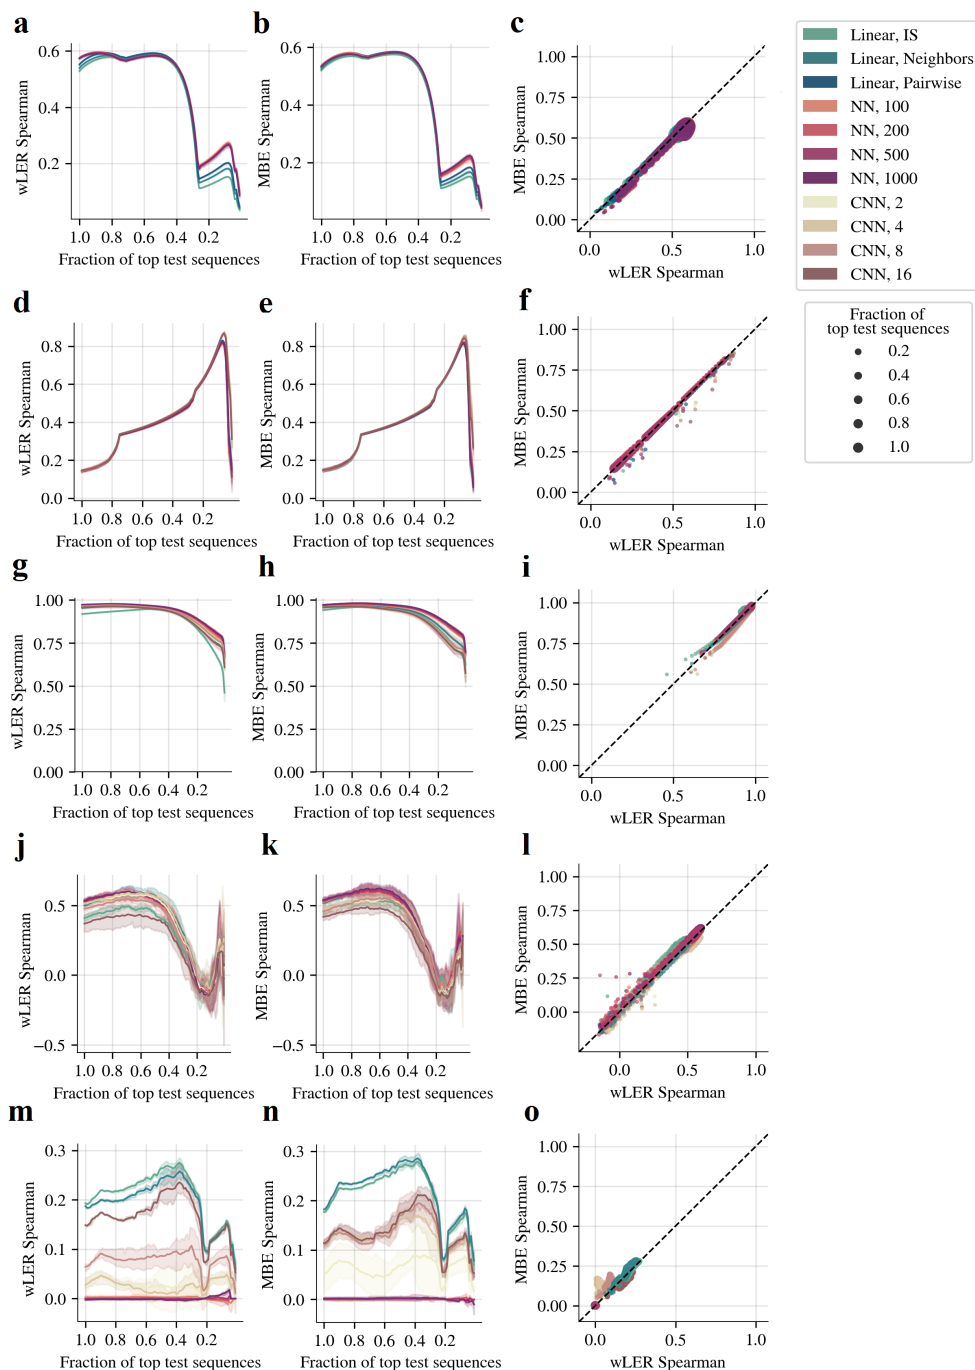 a
b
c
0.6
0.4
0.2
wLER Spearman
1.0 0.8 0.6 0.4 0.2
Fraction of top test sequences
0.6
0.4
0.2
MBE Spearman
1.0 0.8 0.6 0.4 0.2
Fraction of top test sequences
1.00
0.75
0.50
0.25
0.00
MBE Spearman
0.0 0.5 1.0
wLER Spearman
Linear, IS
Linear, Neighbors
Linear, Pairwise
NN, 100
NN, 200
NN, 500
NN, 1000
CNN, 2
CNN, 4
CNN, 8
CNN, 16
Fraction of
top test sequences
0.2
0.4
0.6
0.8
1.0
d
e
f
0.8
0.6
0.4
0.2
0.0
wLER Spearman
1.0 0.8 0.6 0.4 0.2
Fraction of top test sequences
0.8
0.6
0.4
0.2
0.0
MBE Spearman
1.0 0.8 0.6 0.4 0.2
Fraction of top test sequences
1.00
0.75
0.50
0.25
0.00
MBE Spearman
0.0 0.5 1.0
wLER Spearman
g
h
i
1.00
0.75
0.50
0.25
0.00
wLER Spearman
1.0 0.8 0.6 0.4 0.2
Fraction of top test sequences
1.00
0.75
0.50
0.25
0.00
MBE Spearman
1.0 0.8 0.6 0.4 0.2
Fraction of top test sequences
1.00
0.75
0.50
0.25
0.00
MBE Spearman
0.0 0.5 1.0
wLER Spearman
j
k
l
0.5
0.0
−0.5
wLER Spearman
1.0 0.8 0.6 0.4 0.2
Fraction of top test sequences
0.5
0.0
−0.5
MBE Spearman
1.0 0.8 0.6 0.4 0.2
Fraction of top test sequences
1.00
0.75
0.50
0.25
0.00
MBE Spearman
0.0 0.5 1.0
wLER Spearman
m
n
o
0.3
0.2
0.1
0.0
wLER Spearman
1.0 0.8 0.6 0.4 0.2
Fraction of top test sequences
0.3
0.2
0.1
0.0
MBE Spearman
1.0 0.8 0.6 0.4 0.2
Fraction of top test sequences
1.00
0.75
0.50
0.25
0.00
MBE Spearman
0.0 0.5 1.0
wLER Spearman